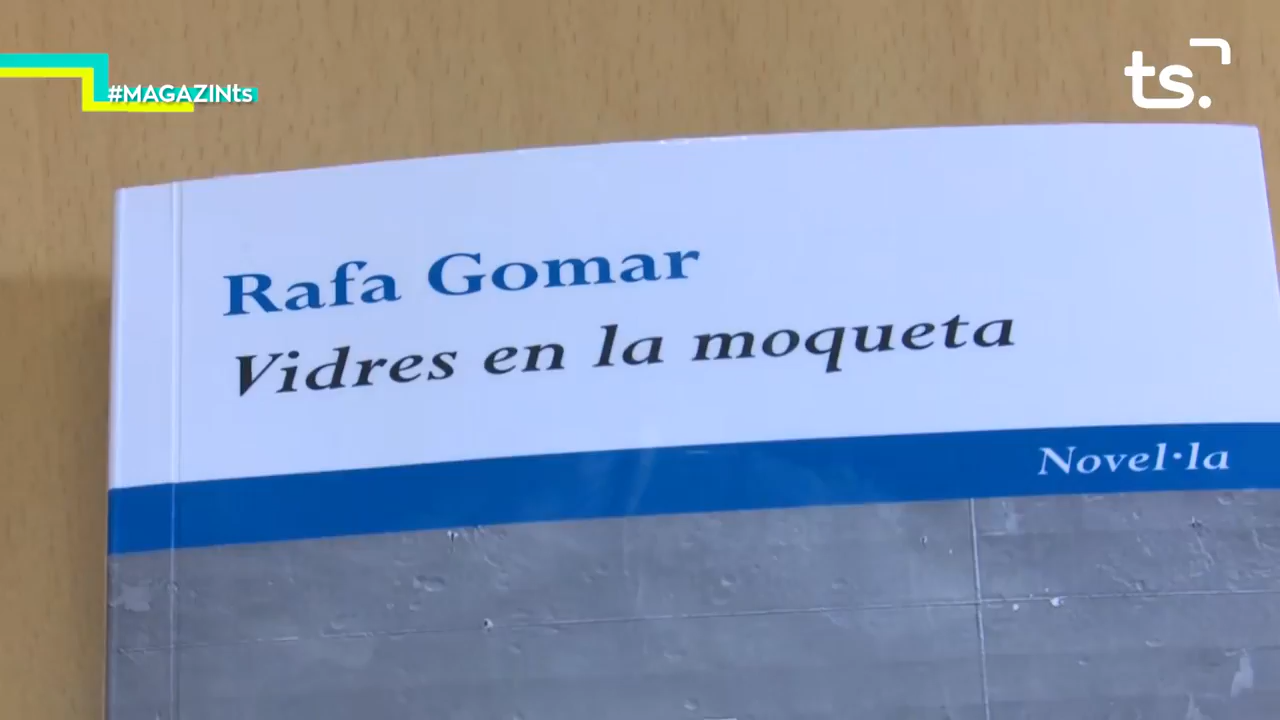 #MAGAZINts
ts.
Rafa Gomar
Vidres en la moqueta
Novel·la